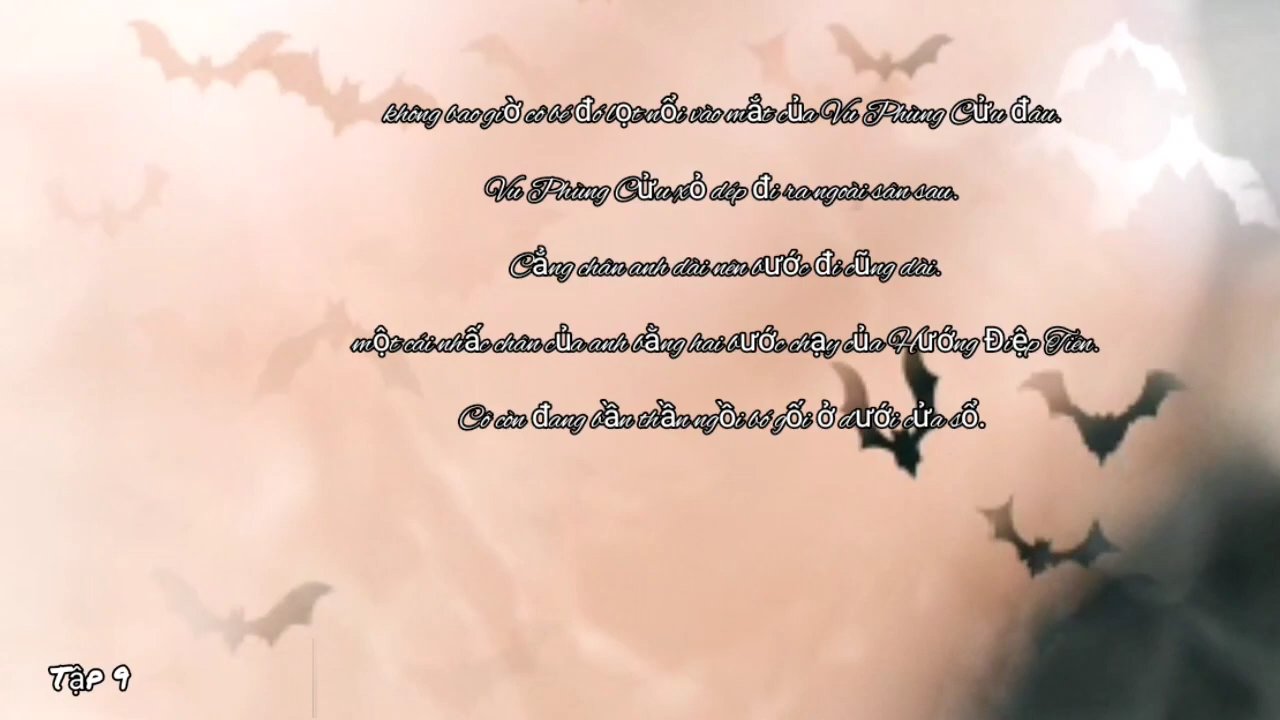 không bao giờ cô bé đó lọt nổi vào mắt của Vu Phùng Cửu đâu.
Vu Phùng Cửu xỏ dép đi ra ngoài sân sau.
Cẳng chân anh dài nên bước đi cũng dài.
một cái nhấc chân của anh bằng hai bước chạy của Hướng Điệp Tiên.
Cô còn đang bần thần ngồi bó gối ở dưới cửa sổ.
Tập 9